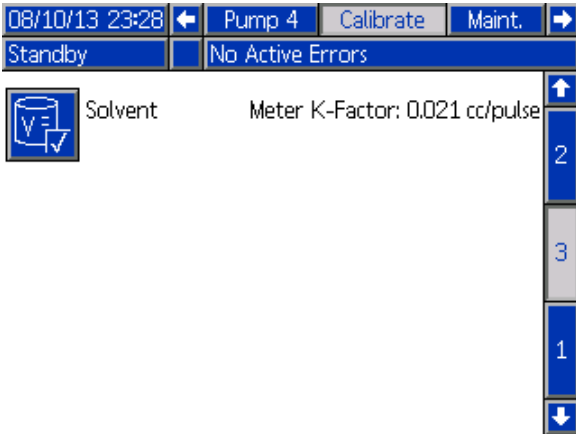 08/10/13 23:28 Pump 4 Calibrate Maint.
Standby No Active Errors
Solvent Meter K-Factor: 0.021 cc/pulse
V
2
3
1